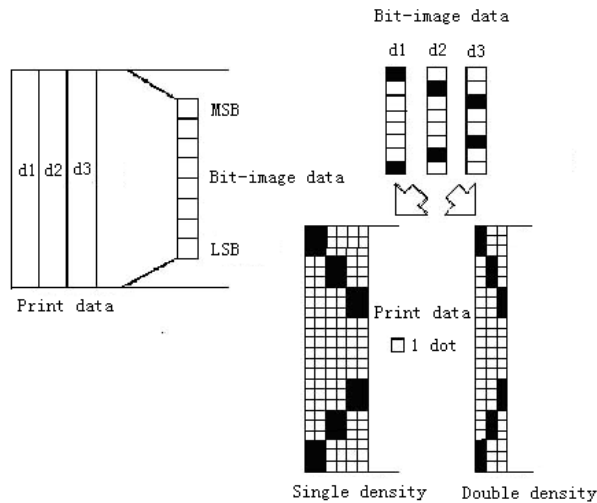 Bit-image data
d1 d2 d3
MSB
d1 d2 d3
Bit-image data
LSB
Print data
Print data
1 dot
Single density
Double density